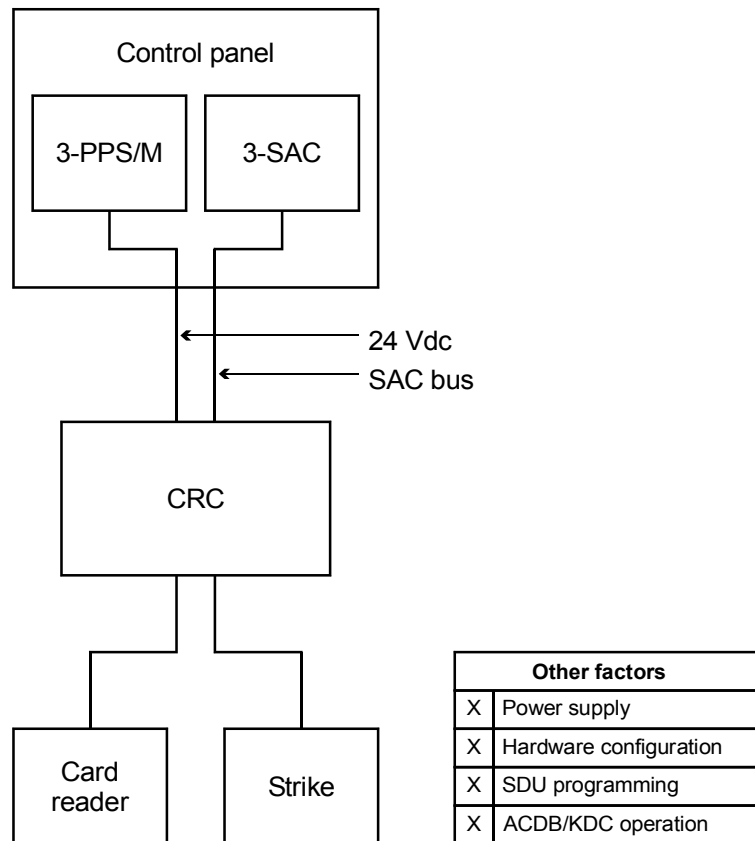 Control panel
3-PPS/M
3-SAC
24 Vdc
SAC bus
CRC
Card
reader
Strike
Other factors
X Power supply
X Hardware configuration
X SDU programming
X ACDB/KDC operation